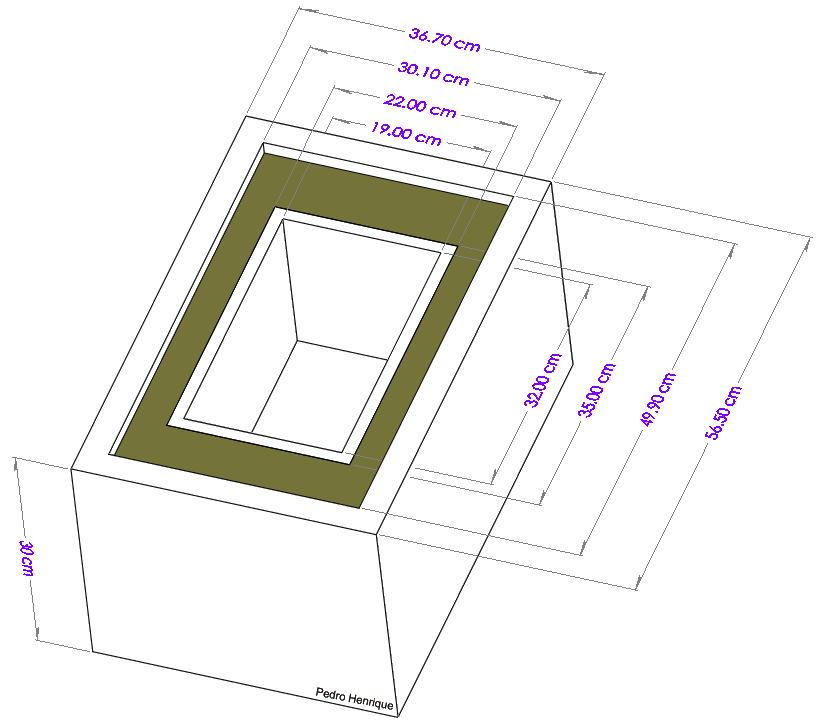 36.70 cm
30.10 cm
22.00 cm
19.00 cm
32.00 cm
35.00 cm
49.90 cm
56.50 cm
30 cm
Pedro Henrique